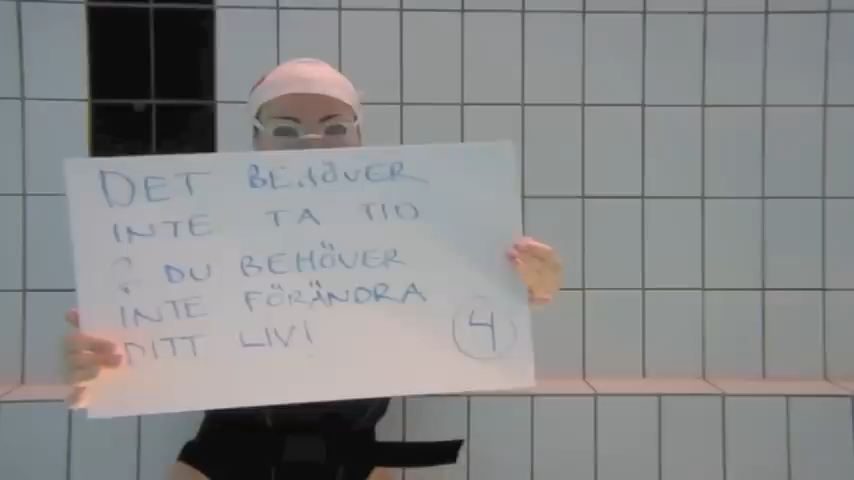 DET BEHÖVER
INTE TA TID
? DU BEHÖVER
INTE FÖRÄNDRA
DITT LIV!
4